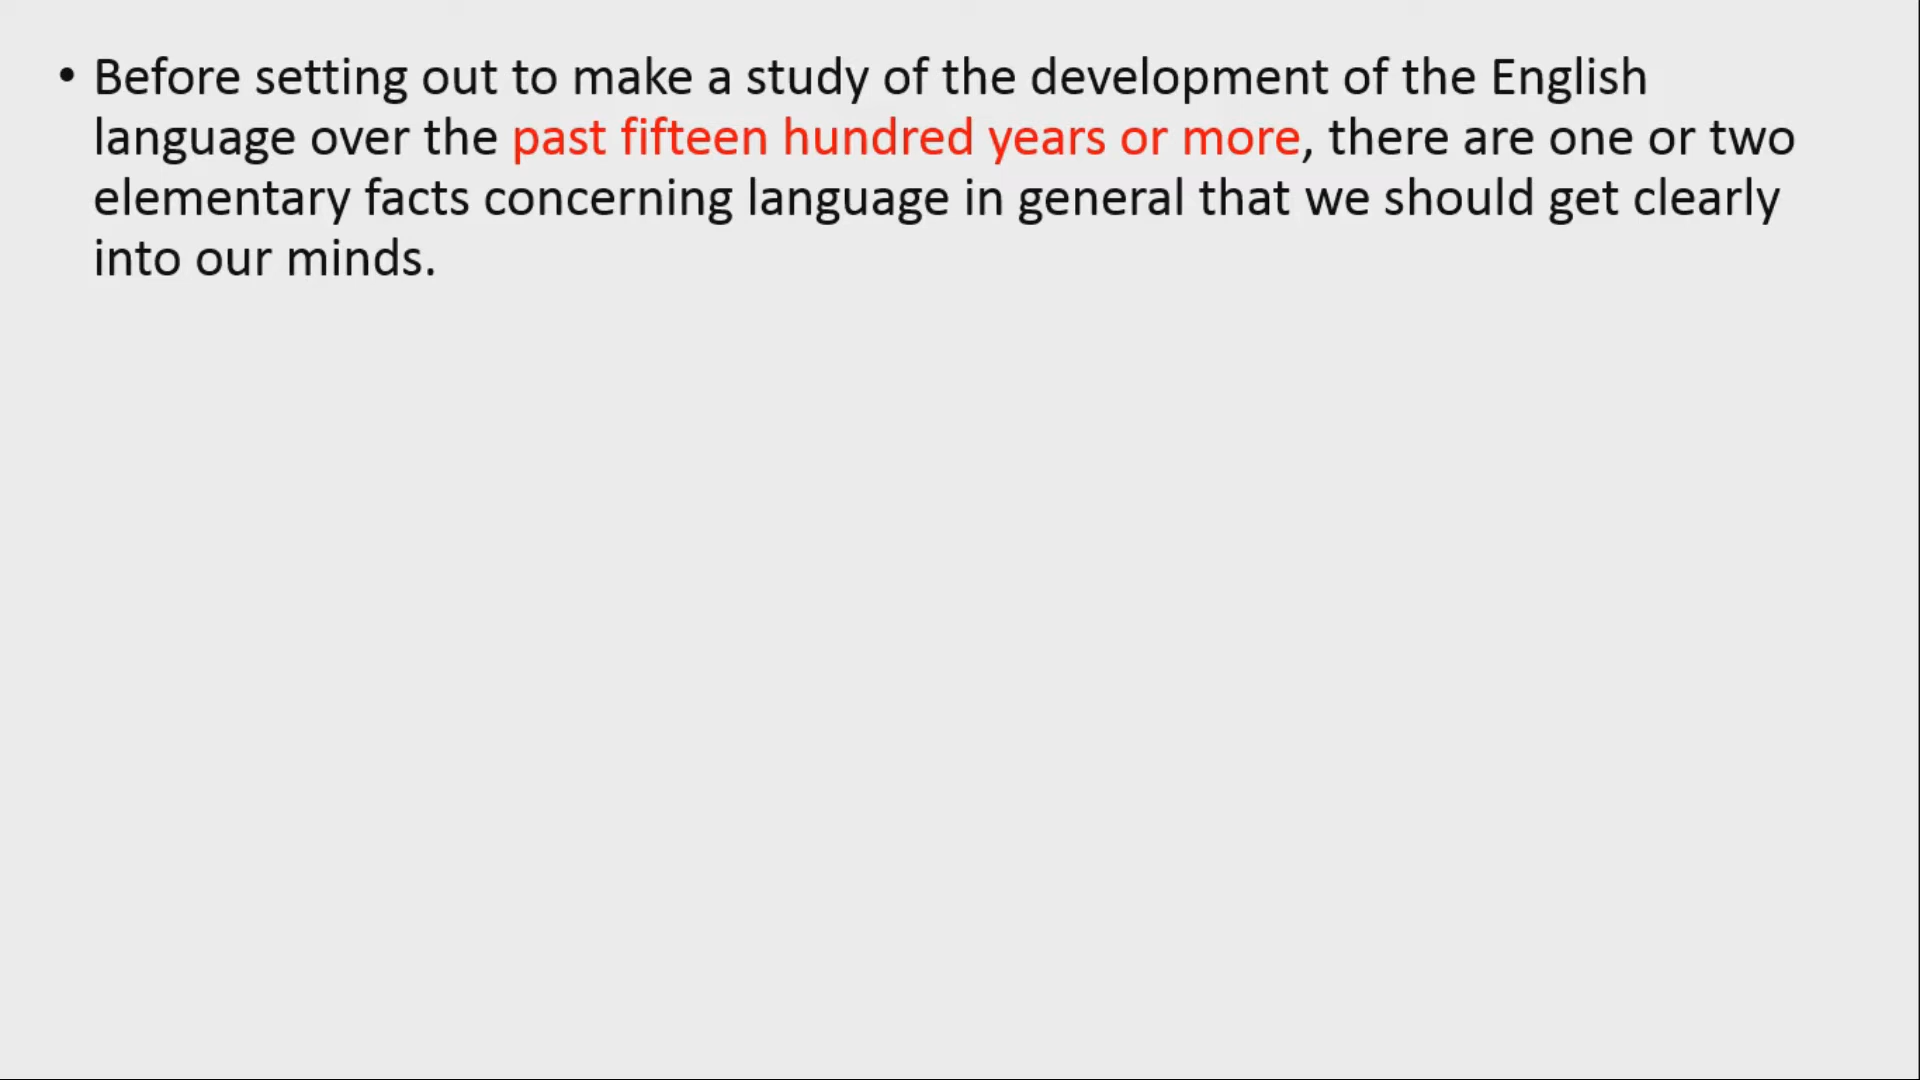 • Before setting out to make a study of the development of the English
language over the past fifteen hundred years or more, there are one or two
elementary facts concerning language in general that we should get clearly
into our minds.